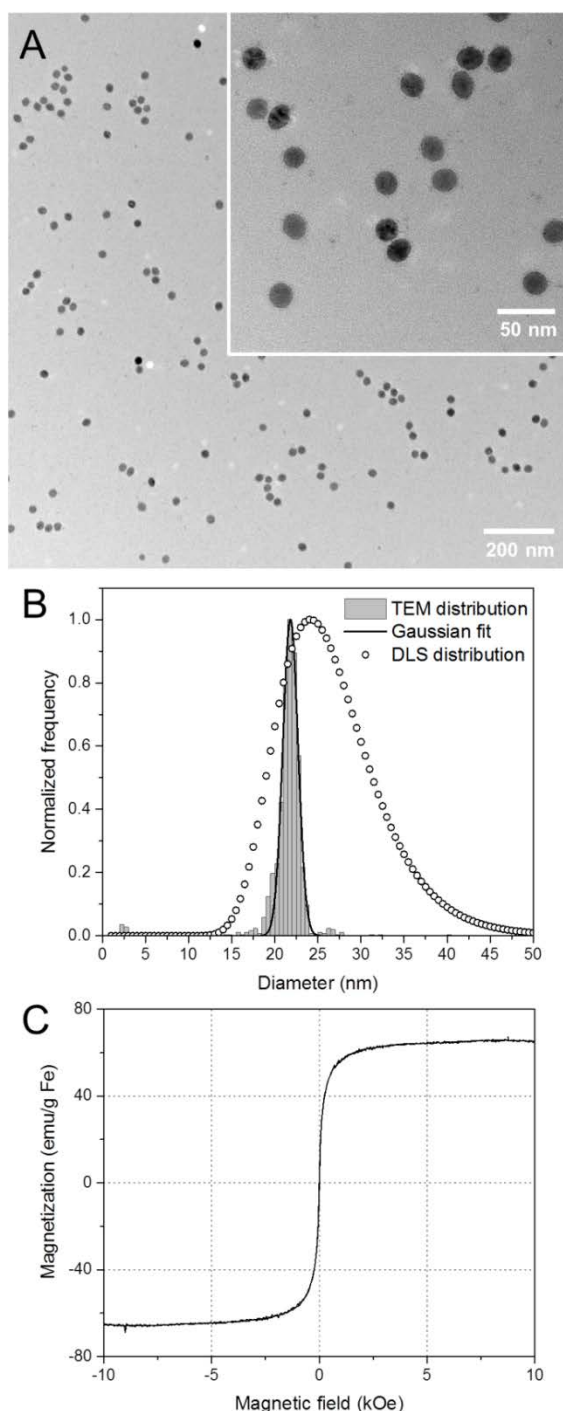 A
50 nm
200 nm
B
TEM distribution
Gaussian fit
DLS distribution
Normalized frequency
1.0
0.8
0.6
0.4
0.2
0.0
0 5 10 15 20 25 30 35 40 45 50
Diameter (nm)
C
Magnetization (emu/g Fe)
80
40
0
-40
-80
-10 -5 0 5 10
Magnetic field (kOe)